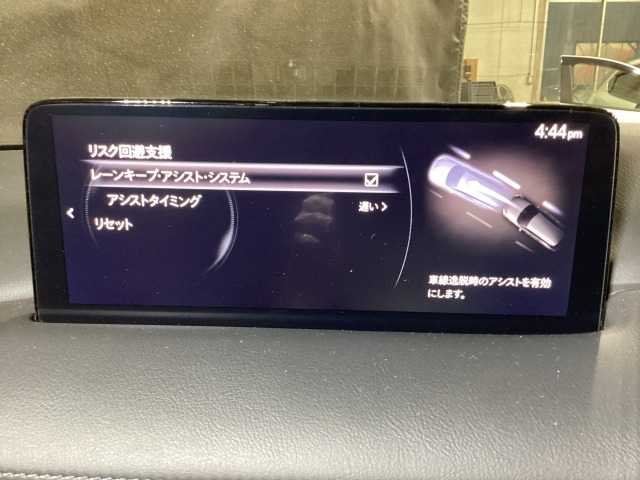 4:44pm
リスク回避支援
レーンキープ・アシスト・システム
アシストタイミング
遅い
リセット
車線逸脱時のアシストを有効
にします。